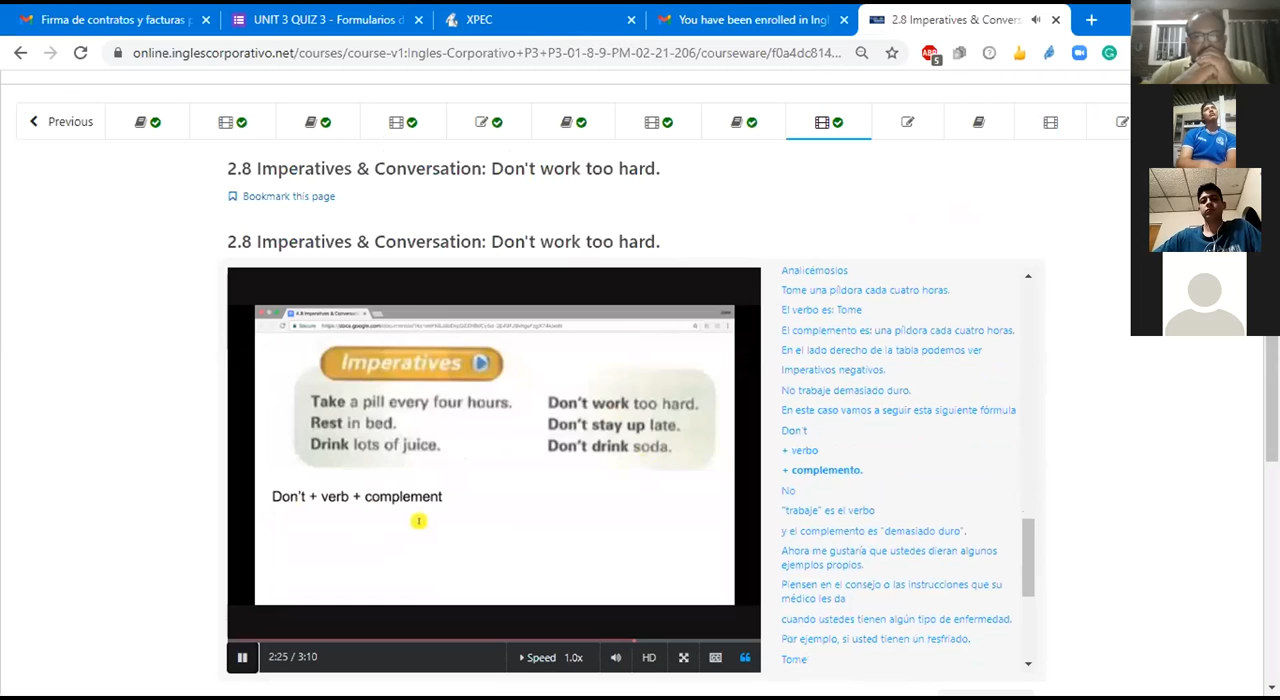 Firma de contratos y facturas p
UNIT 3 QUIZ 3 - Formularios d
XPEC
You have been enrolled in Ing
2.8 Imperatives & Convers
online.inglescorporativo.net/courses/course-v1:Ingles-Corporativo+P3+P3-01-8-9-PM-02-21-206/courseware/f0a4dc814...
ABP
5
Previous
2.8 Imperatives & Conversation: Don't work too hard.
Bookmark this page
2.8 Imperatives & Conversation: Don't work too hard.
Imperatives
Take a pill every four hours.
Rest in bed.
Drink lots of juice.
Don't work too hard.
Don't stay up late.
Don't drink soda.
Don't + verb + complement
2:25 / 3:10
Speed 1.0x
HD
Analicémoslos
Tome una píldora cada cuatro horas.
El verbo es: Tome
El complemento es: una píldora cada cuatro horas.
En el lado derecho de la tabla podemos ver
Imperativos negativos.
No trabaje demasiado duro.
En este caso vamos a seguir esta siguiente fórmula
Don't
+ verbo
+ complemento.
No
"trabaje" es el verbo
y el complemento es "demasiado duro".
Ahora me gustaría que ustedes dieran algunos
ejemplos propios.
Piensen en el consejo o las instrucciones que su
médico les da
cuando ustedes tienen algún tipo de enfermedad.
Por ejemplo, si usted tienen un resfriado.
Tome